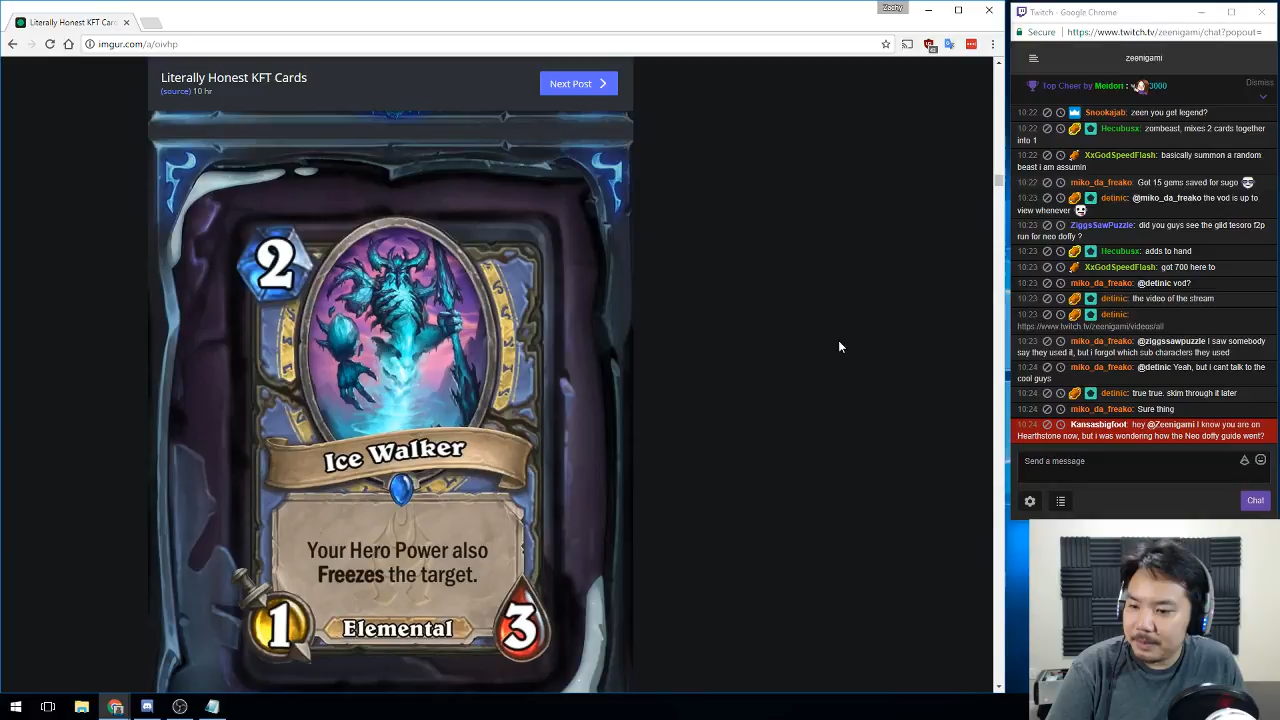 Zachy
Literally Honest KFT Card
imgur.com/a/oivhp
Literally Honest KFT Cards
(source) 10 hr
Next Post
2
Ice Walker
Your Hero Power also
Freezes the target.
1
Elemental
3
Twitch - Google Chrome
Secure https://www.twitch.tv/zeenigami/chat?popout=
zeenigami
Top Cheer by Meidori : 3000
Dismiss
10:22 Snookajab: zeen you get legend?
10:22 Hecubusx: zombeast, mixes 2 cards together
into 1
10:22 XxGodSpeedFlash: basically summon a random
beast i am assumin
10:22 miko_da_freako: Got 15 gems saved for sugo
10:23 detinic: @miko_da_freako the vod is up to
view whenever
10:23 ZiggsSawPuzzle: did you guys see the glid tesoro f2p
run for neo doffy ?
10:23 Hecubusx: adds to hand
10:23 XxGodSpeedFlash: got 700 here to
10:23 miko_da_freako: @detinic vod?
10:23 detinic: the video of the stream
10:23 detinic:
https://www.twitch.tv/zeenigami/videos/all
10:23 miko_da_freako: @ziggssawpuzzle I saw somebody
say they used it, but i forgot which sub characters they used
10:24 miko_da_freako: @detinic Yeah, but i cant talk to the
cool guys
10:24 detinic: true true. skim through it later
10:24 miko_da_freako: Sure thing
10:24 Kansasbigfoot: hey @Zeenigami I know you are on
Hearthstone now, but i was wondering how the Neo doffy guide went?
Send a message
Chat